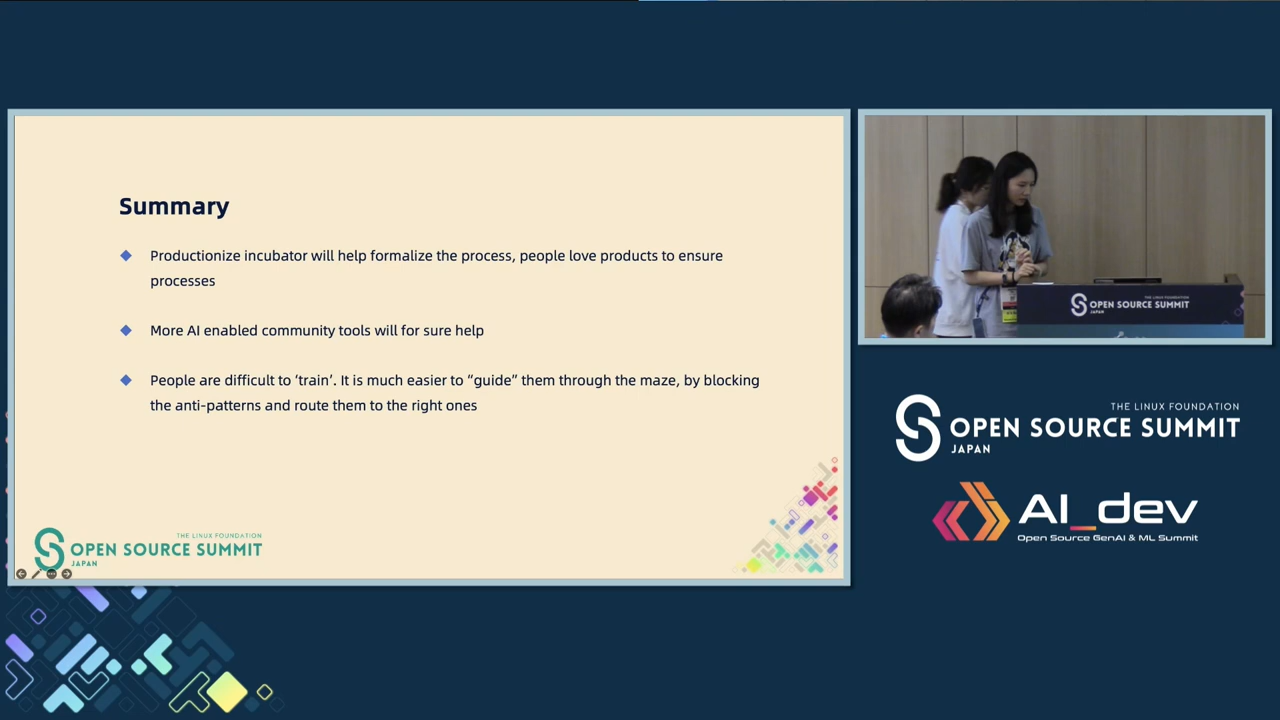 Summary
Productionize incubator will help formalize the process, people love products to ensure
processes
More AI enabled community tools will for sure help
People are difficult to ‘train’. It is much easier to “guide” them through the maze, by blocking
the anti-patterns and route them to the right ones
THE LINUX FOUNDATION
OPEN SOURCE SUMMIT
JAPAN
OPEN SOURCE SUMMIT
JAPAN
THE LINUX FOUNDATION
OPEN SOURCE SUMMIT
JAPAN
AI_dev
Open Source GenAI & ML Summit